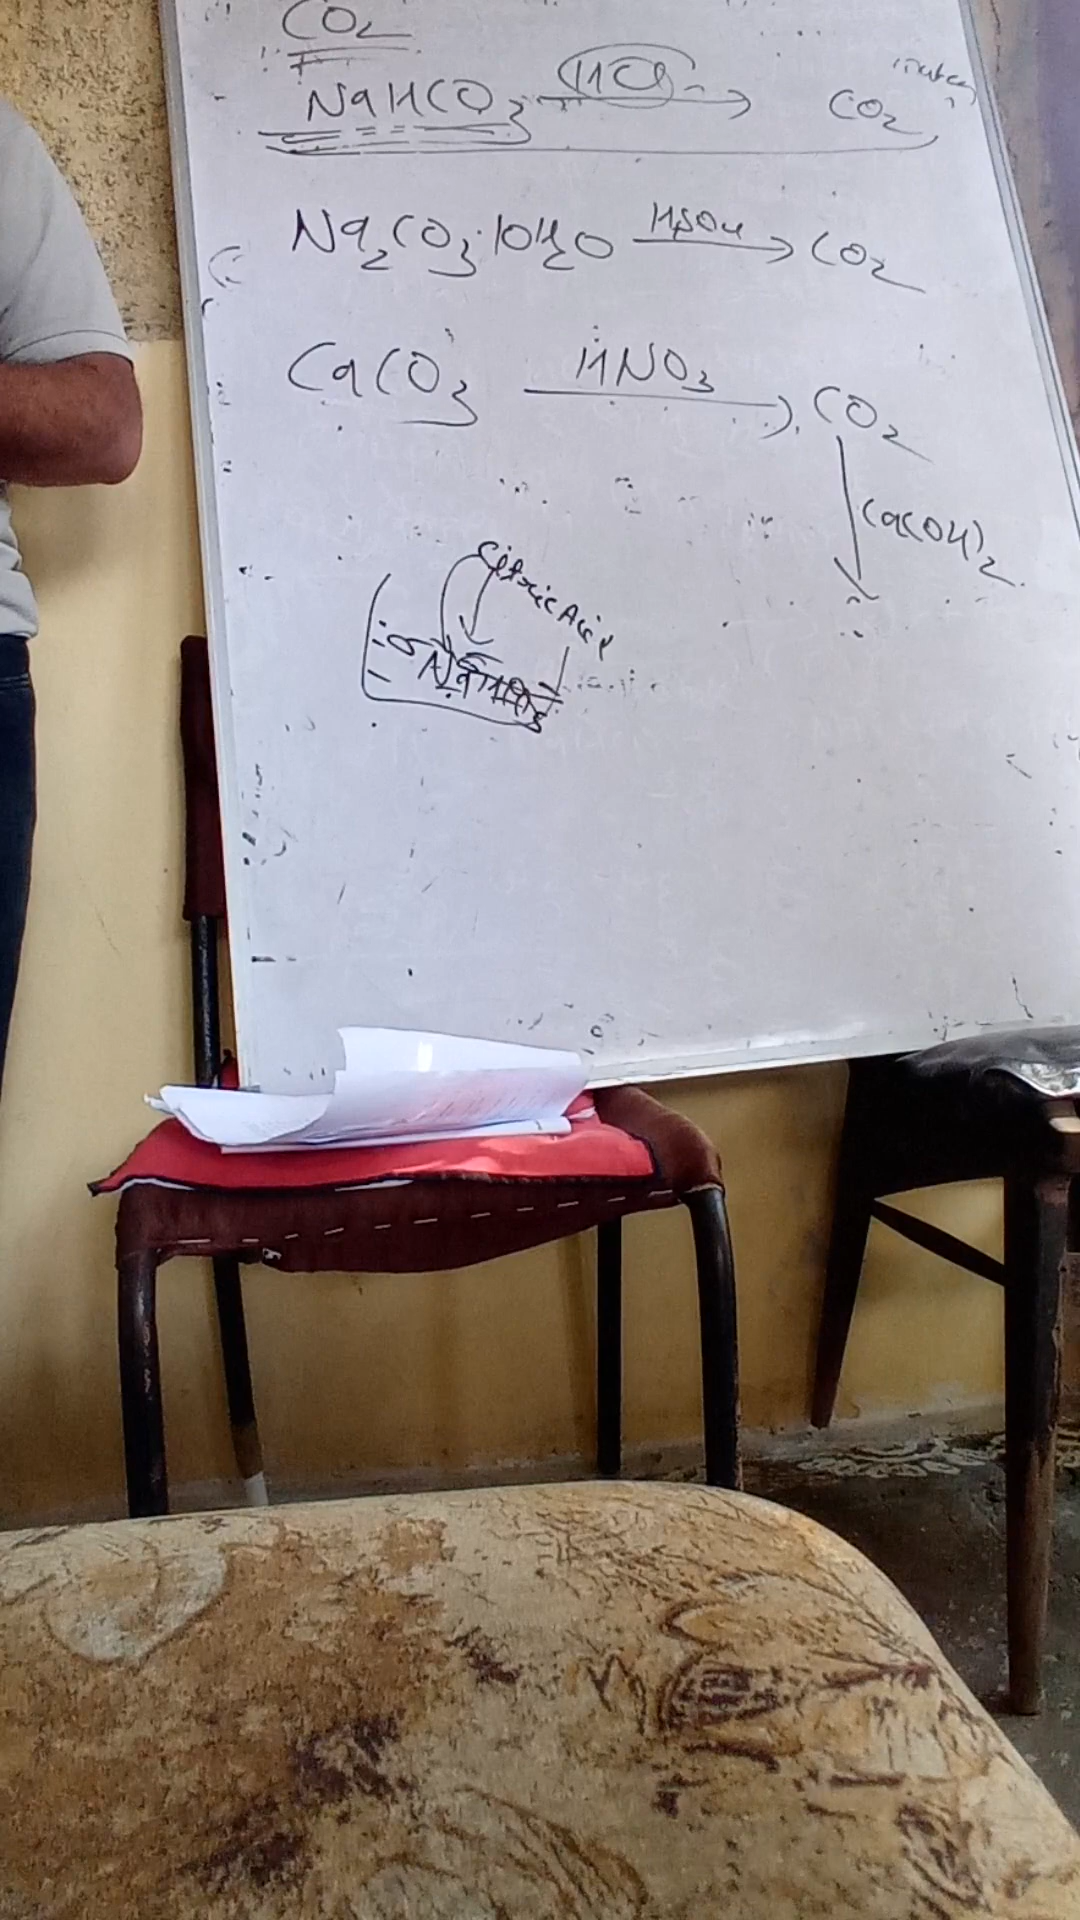 CO₂
NaHCO₃ HCl → CO₂
Na₂CO₃·10H₂O H₂SO₄ → CO₂
CaCO₃ HNO₃ → CO₂
↓ Ca(OH)₂
Citric Acid